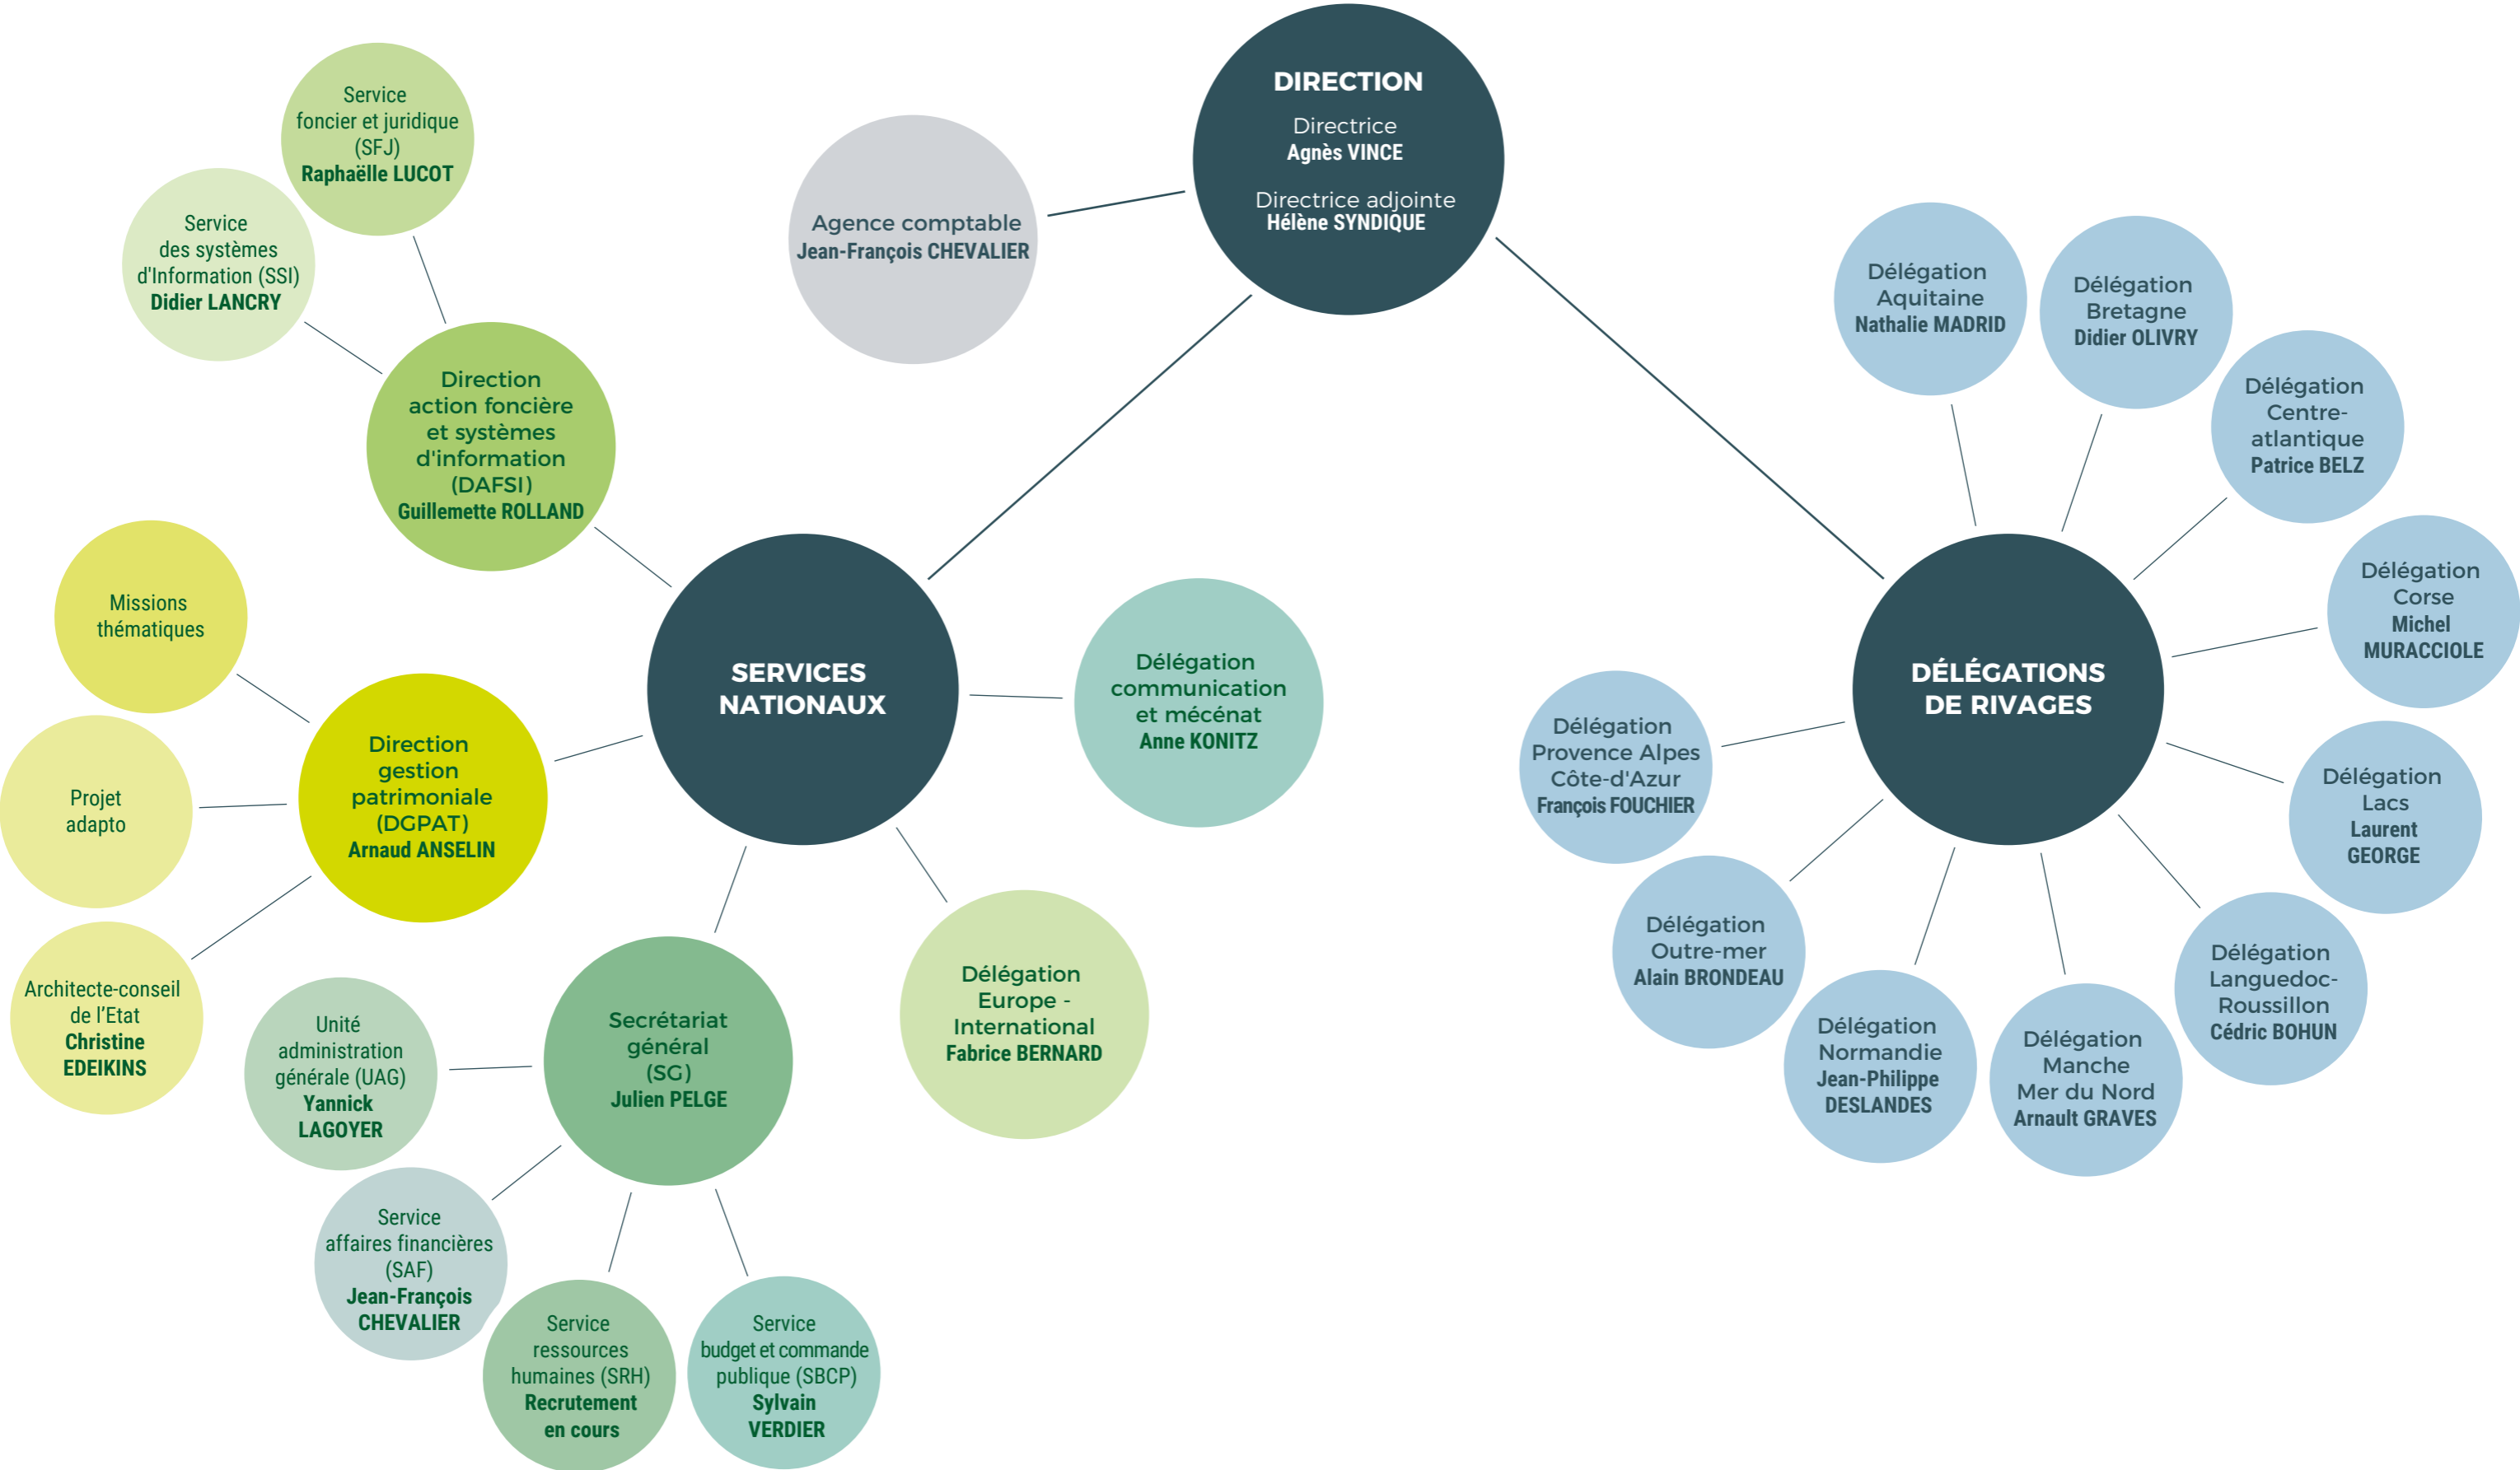 DIRECTION
Directrice
Agnès VINCE
Directrice adjointe
Hélène SYNDIQUE
Agence comptable
Jean-François CHEVALIER
Service
foncier et juridique
(SFJ)
Raphaëlle LUCOT
Service
des systèmes
d'Information (SSI)
Didier LANCRY
Direction
action foncière
et systèmes
d'information
(DAFSI)
Guillemette ROLLAND
SERVICES
NATIONAUX
Missions
thématiques
Projet
adapto
Direction
gestion
patrimoniale
(DGPAT)
Arnaud ANSELIN
Architecte-conseil
de l’Etat
Christine
EDEIKINS
Délégation
communication
et mécénat
Anne KONITZ
Délégation
Europe -
International
Fabrice BERNARD
Secrétariat
général
(SG)
Julien PELGE
Unité
administration
générale (UAG)
Yannick
LAGOYER
Service
affaires financières
(SAF)
Jean-François
CHEVALIER
Service
ressources
humaines (SRH)
Recrutement
en cours
Service
budget et commande
publique (SBCP)
Sylvain
VERDIER
DÉLÉGATIONS
DE RIVAGES
Délégation
Aquitaine
Nathalie MADRID
Délégation
Bretagne
Didier OLIVRY
Délégation
Centre-
atlantique
Patrice BELZ
Délégation
Corse
Michel
MURACCIOLE
Délégation
Lacs
Laurent
GEORGE
Délégation
Languedoc-
Roussillon
Cédric BOHUN
Délégation
Manche
Mer du Nord
Arnault GRAVES
Délégation
Normandie
Jean-Philippe
DESLANDES
Délégation
Outre-mer
Alain BRONDEAU
Délégation
Provence Alpes
Côte-d'Azur
François FOUCHIER